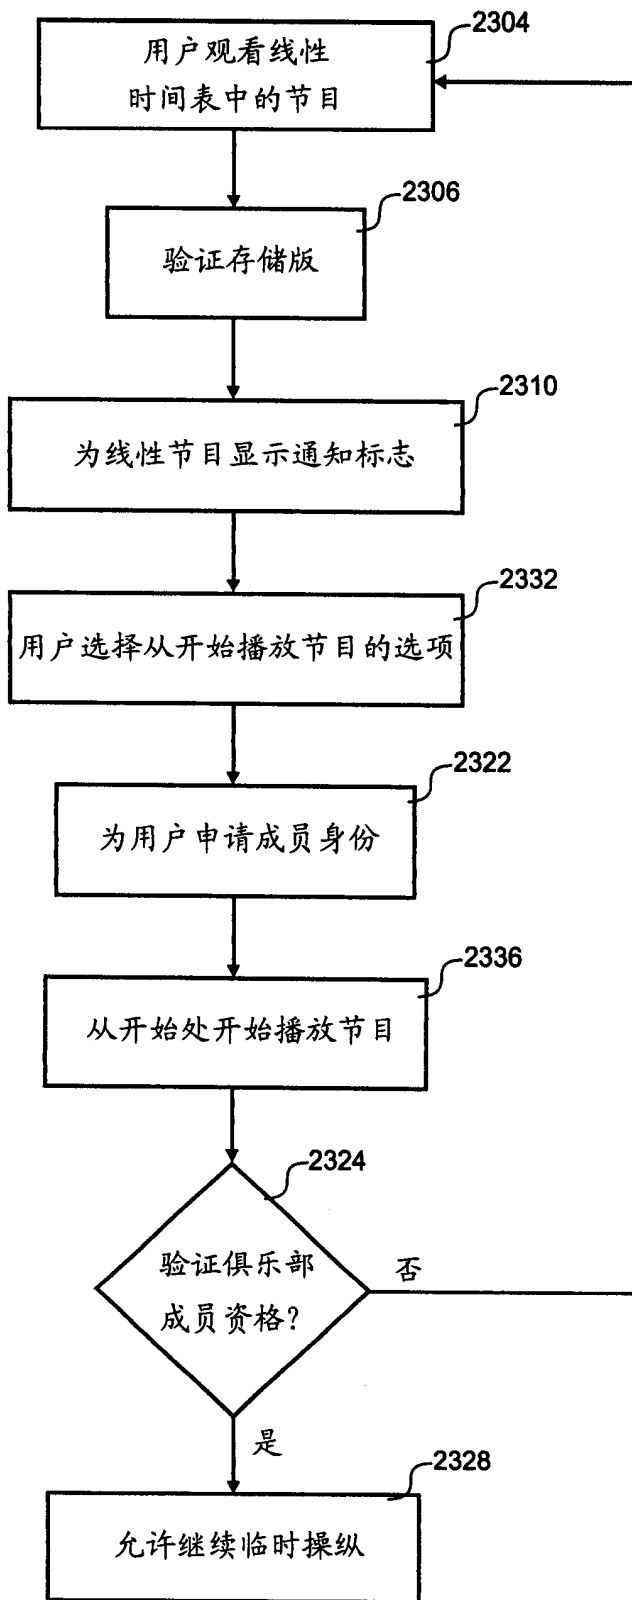 2304
用户观看线性
时间表中的节目
2306
验证存储版
2310
为线性节目显示通知标志
2332
用户选择从开始播放节目的选项
2322
为用户申请成员身份
2336
从开始处开始播放节目
2324
验证俱乐部
成员资格?
否
是
2328
允许继续临时操纵